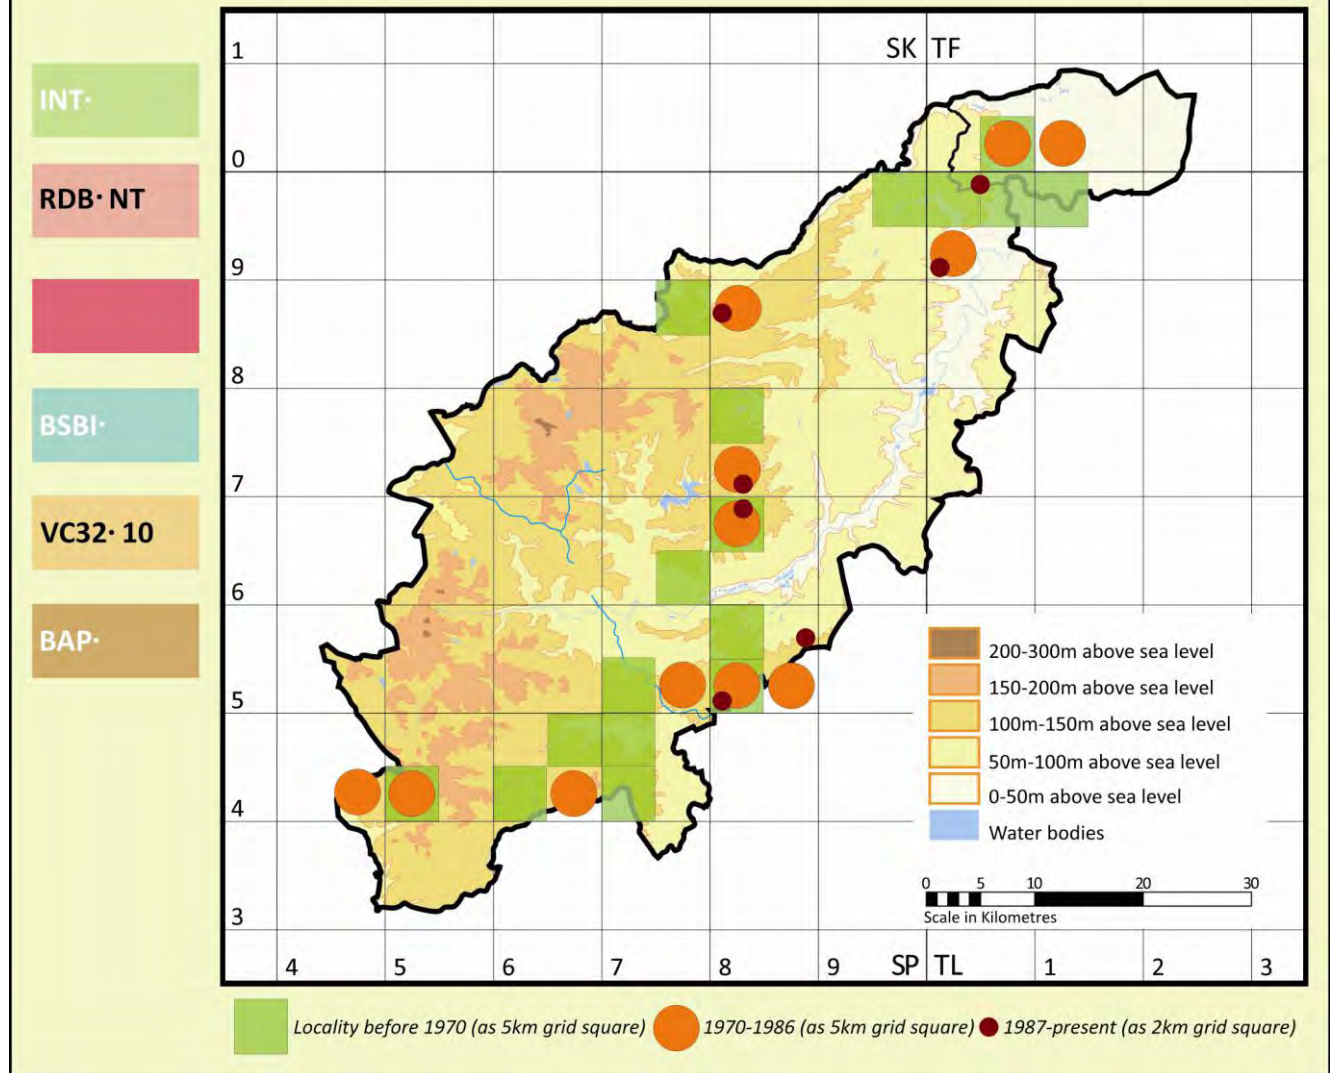 INT·
RDB· NT
BSBI·
VC32· 10
BAP·
SK TF
1
0
9
8
7
6
5
4
3
4 5 6 7 8 9 SP TL 1 2 3
200-300m above sea level
150-200m above sea level
100m-150m above sea level
50m-100m above sea level
0-50m above sea level
Water bodies
0 5 10 20 30
Scale in Kilometres
Locality before 1970 (as 5km grid square) 1970-1986 (as 5km grid square) 1987-present (as 2km grid square)